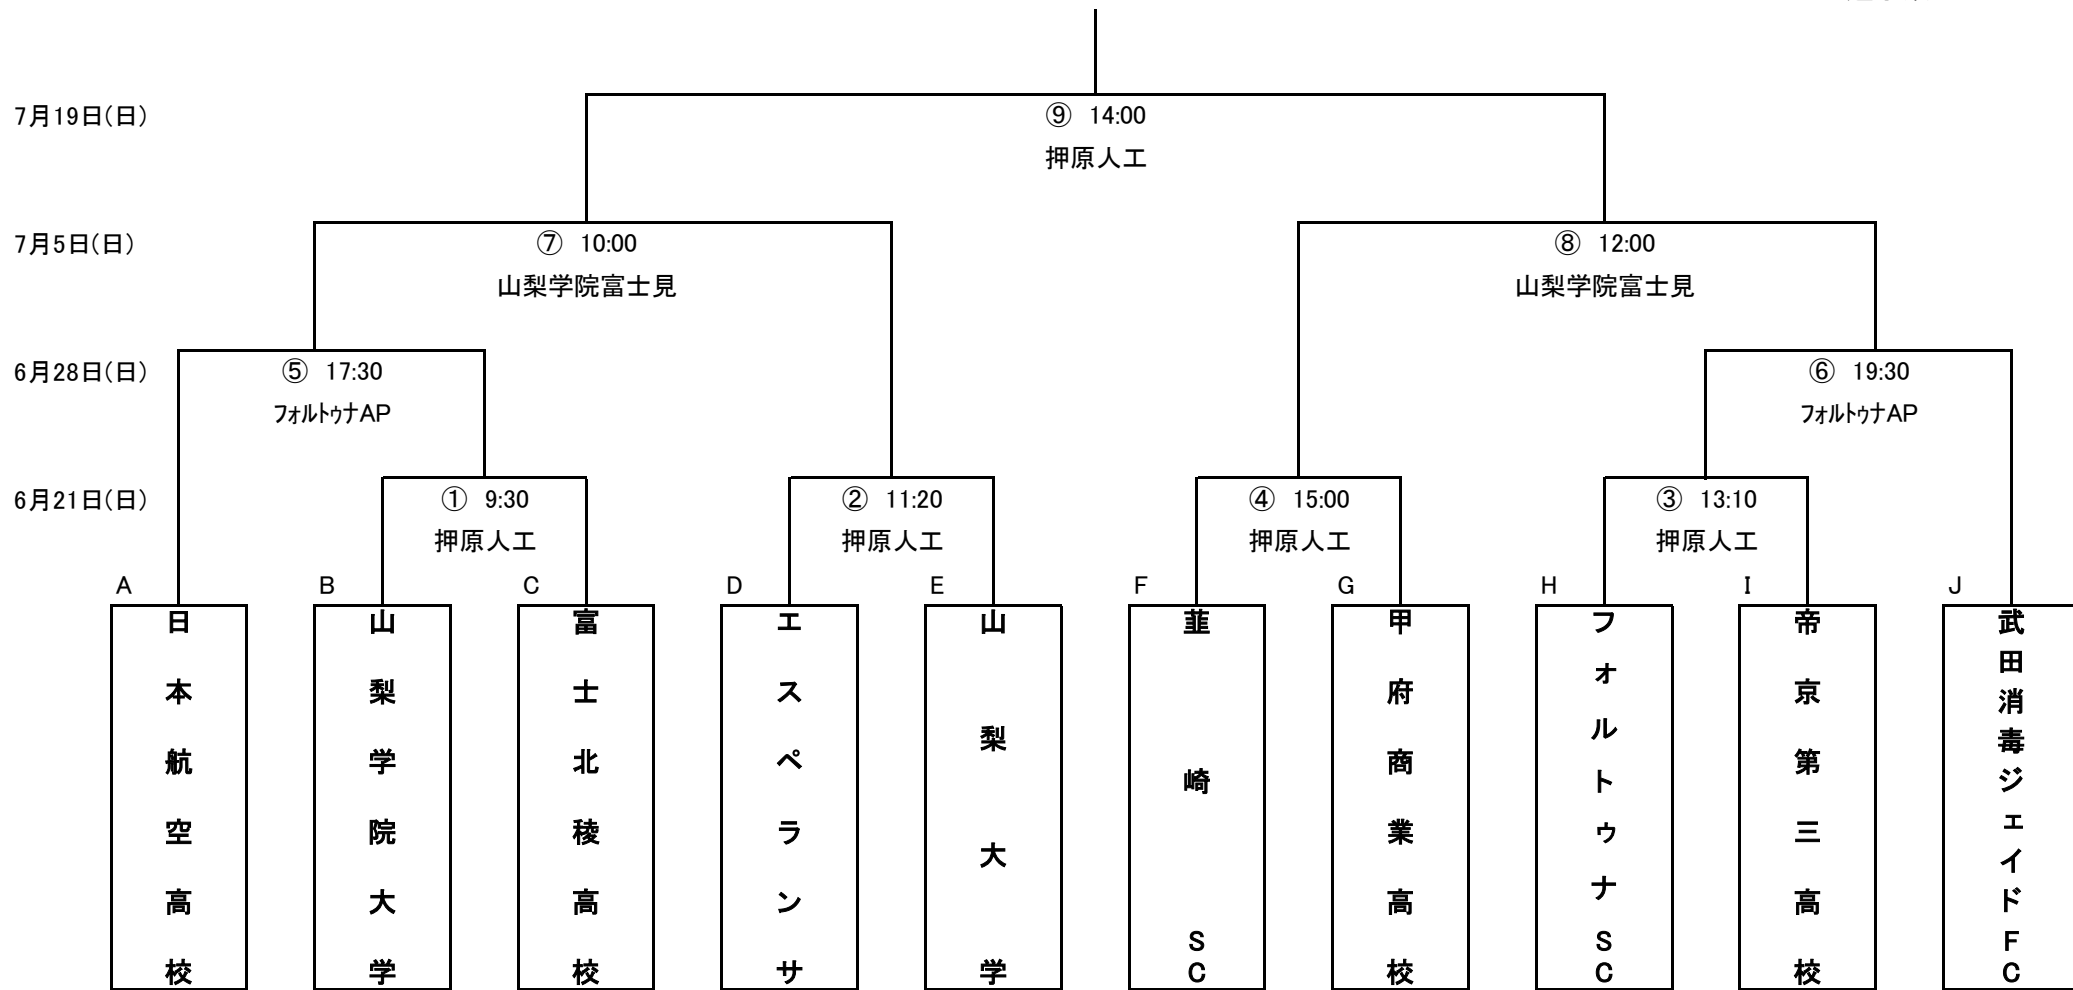 7月19日(日)
⑨ 14:00
押原人工
7月5日(日)
⑦ 10:00
⑧ 12:00
山梨学院富士見
山梨学院富士見
6月28日(日)
⑤ 17:30
⑥ 19:30
ﾌｫﾙﾄｩﾅAP
ﾌｫﾙﾄｩﾅAP
6月21日(日)
① 9:30
② 11:20
④ 15:00
③ 13:10
押原人工
押原人工
押原人工
押原人工
A
B
C
D
E
F
G
H
I
J
日本航空高校
山梨学院大学
富士北稜高校
エスペランサ
山梨大学
韮崎SC
甲府商業高校
フォルトゥナSC
帝京第三高校
武田消毒ジェイドFC